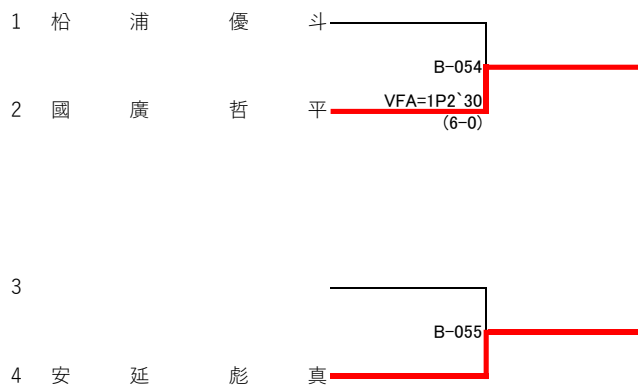 1 松 浦 優 斗
B-054
2 國 廣 哲 平
VFA=1P2`30
(6-0)
3
B-055
4 安 延 彪 真